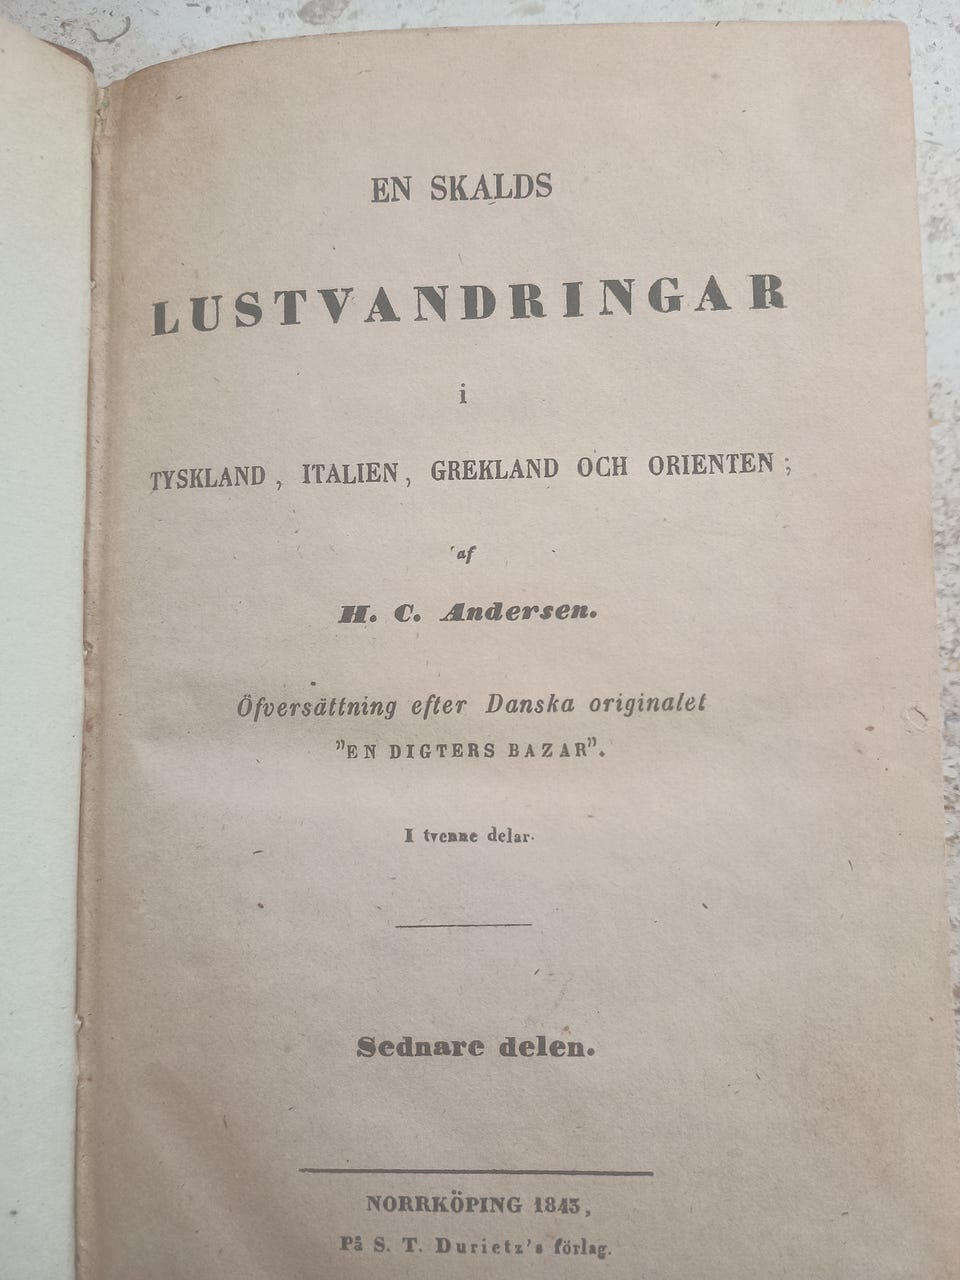 EN SKALDS
LUSTVANDRINGAR
i
TYSKLAND, ITALIEN, GREKLAND OCH ORIENTEN;
af
H. C. Andersen.
Öfversättning efter Danska originalet
”EN DIGTERS BAZAR”.
I tvenne delar.
Sednare delen.
NORRKÖPING 1843,
På S. T. Durietz's förlag.